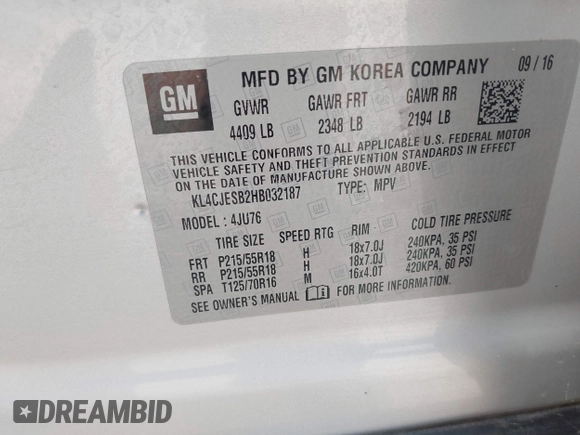 GM
MFD BY GM KOREA COMPANY 09/16
GVWR GAWR FRT GAWR RR
4409 LB 2348 LB 2194 LB
THIS VEHICLE CONFORMS TO ALL APPLICABLE U.S. FEDERAL MOTOR
VEHICLE SAFETY AND THEFT PREVENTION STANDARDS IN EFFECT
ON THE DATE OF MANUFACTURE SHOWN ABOVE.
KL4CJESB2HB032187 TYPE: MPV
MODEL: 4JU76
TIRE SIZE SPEED RTG RIM COLD TIRE PRESSURE
FRT P215/55R18 H 18x7.0J 240KPA, 35 PSI
RR P215/55R18 H 18x7.0J 240KPA, 35 PSI
SPA T125/70R16 M 16x4.0T 420KPA, 60 PSI
SEE OWNER'S MANUAL FOR MORE INFORMATION.
DREAMBID